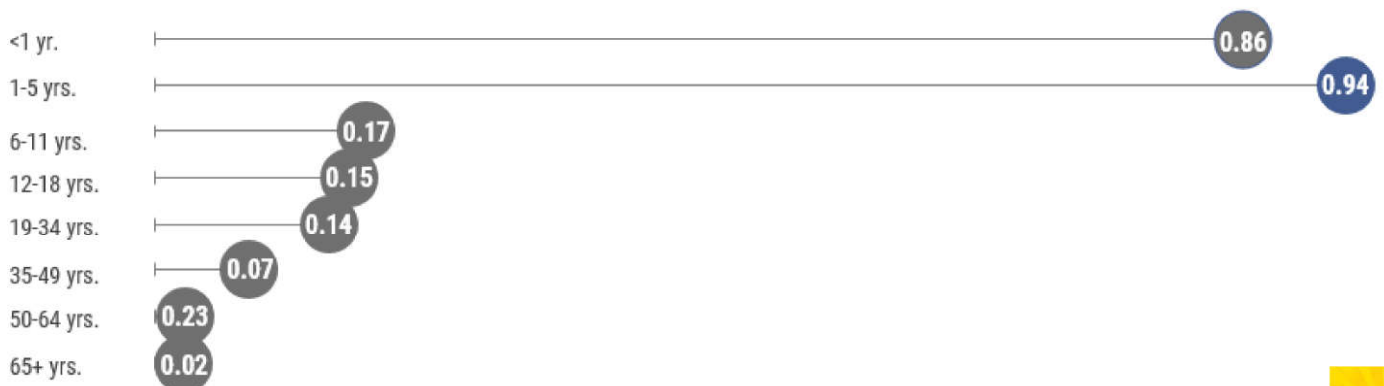 <1 yr. 0.86
1-5 yrs. 0.94
6-11 yrs. 0.17
12-18 yrs. 0.15
19-34 yrs. 0.14
35-49 yrs. 0.07
50-64 yrs. 0.23
65+ yrs. 0.02